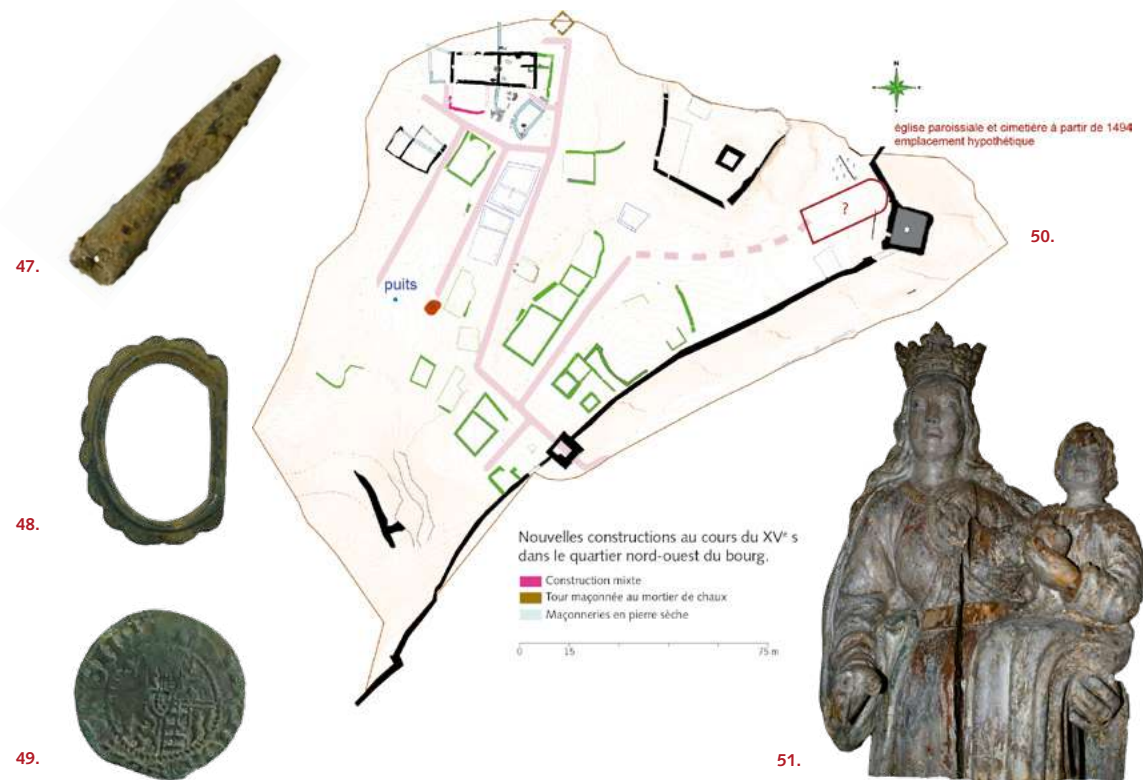 N
église paroissiale et cimetière à partir de 1494
emplacement hypothétique
?
50.
47.
puits
48.
Nouvelles constructions au cours du XVe s
dans le quartier nord-ouest du bourg.
Construction mixte
Tour maçonnée au mortier de chaux
Maçonneries en pierre sèche
0 15 75 m
49.
51.